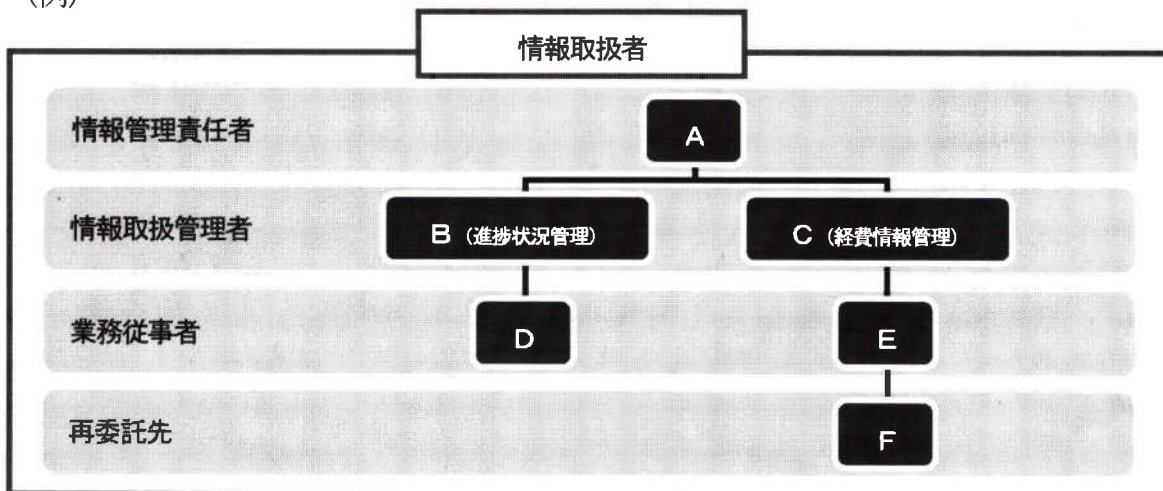 (例)
情報取扱者
情報管理責任者
A
情報取扱管理者
B (進捗状況管理)
C (経費情報管理)
業務従事者
D
E
再委託先
F